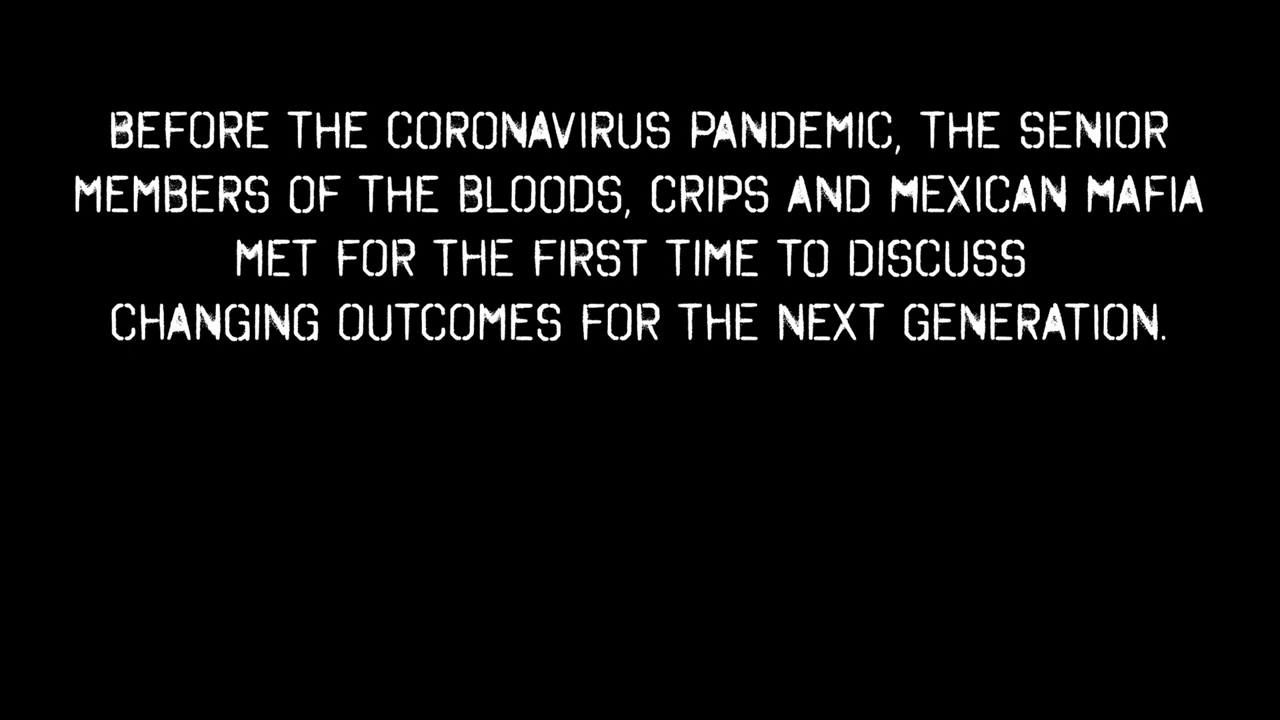 BEFORE THE CORONAVIRUS PANDEMIC, THE SENIOR
MEMBERS OF THE BLOODS, CRIPS AND MEXICAN MAFIA
MET FOR THE FIRST TIME TO DISCUSS
CHANGING OUTCOMES FOR THE NEXT GENERATION.